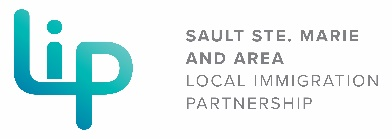 lip
SAULT STE. MARIE
AND AREA
LOCAL IMMIGRATION
PARTNERSHIP